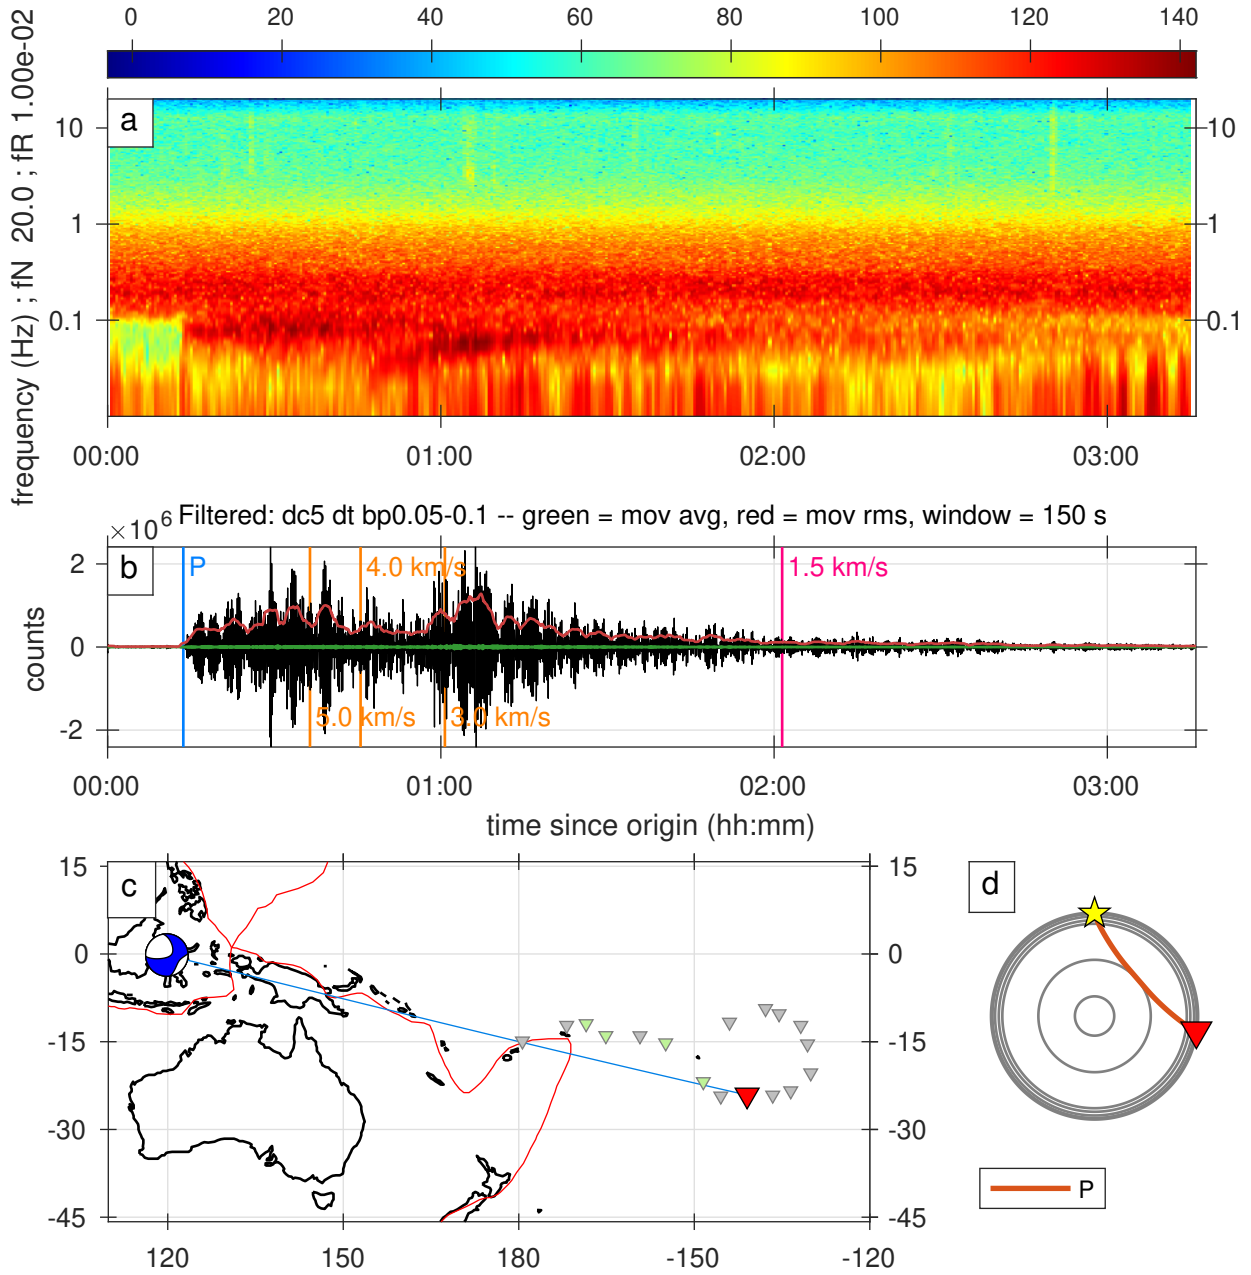 0 20 40 60 80 100 120 140
frequency (Hz) ; fN 20.0 ; fR 1.00e-02
a
10 10
1 1
0.1 0.1
00:00 01:00 02:00 03:00
×10^6 Filtered: dc5 dt bp0.05-0.1 -- green = mov avg, red = mov rms, window = 150 s
b
counts
2
0
-2
P 4.0 km/s 1.5 km/s
5.0 km/s 3.0 km/s
00:00 01:00 02:00 03:00
time since origin (hh:mm)
c
15 15
0 0
-15 -15
-30 -30
-45 -45
120 150 180 -150 -120
d
P